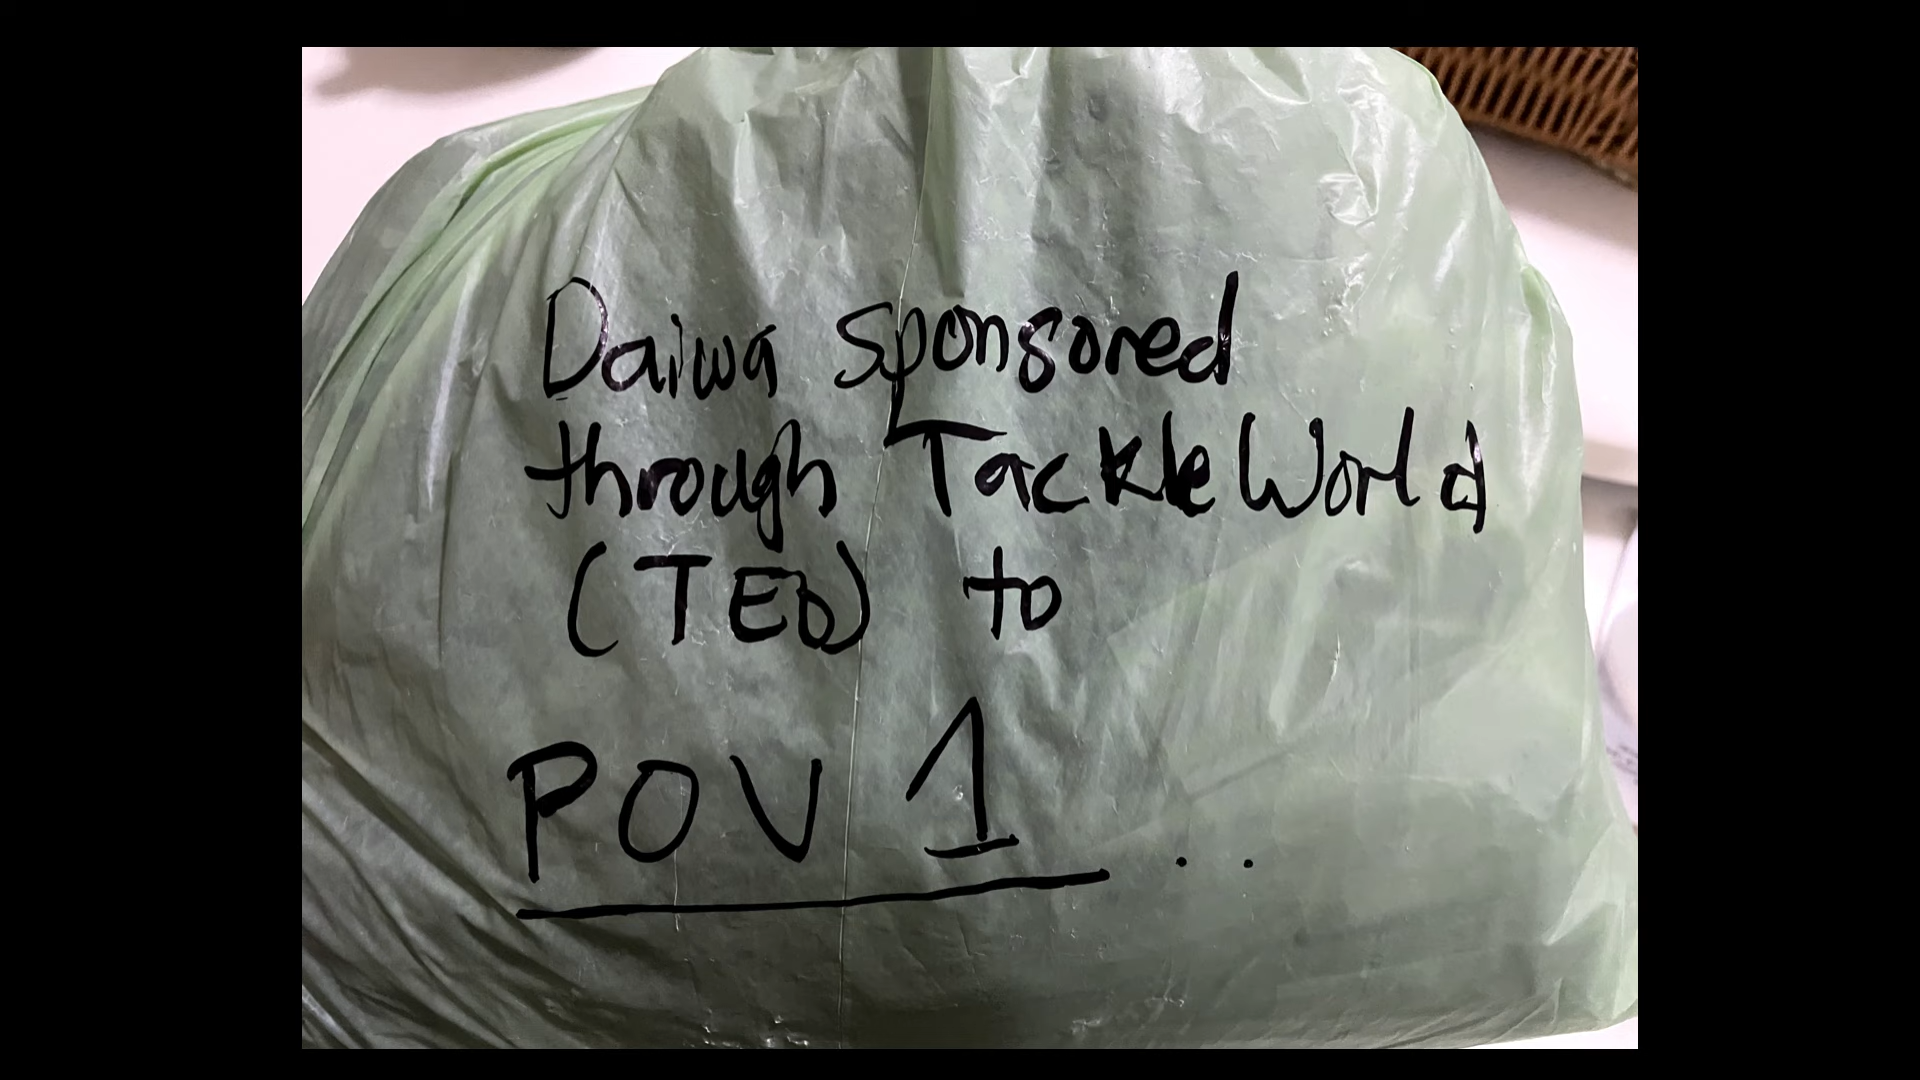 Daiwa sponsored
through TackleWorld
(TED) to
POV 1 ..